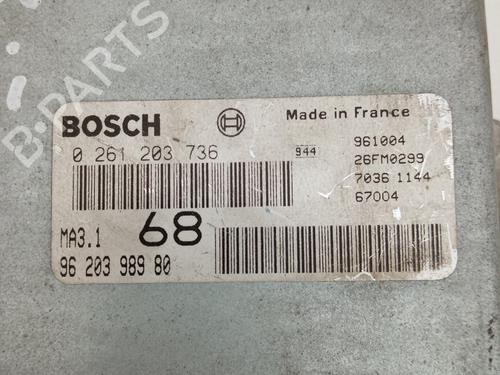 B-PARTS
BOSCH
Made in France
0 261 203 736
944
961004
26FM0299
7036 1144
67004
MA3.1
68
96 203 989 80